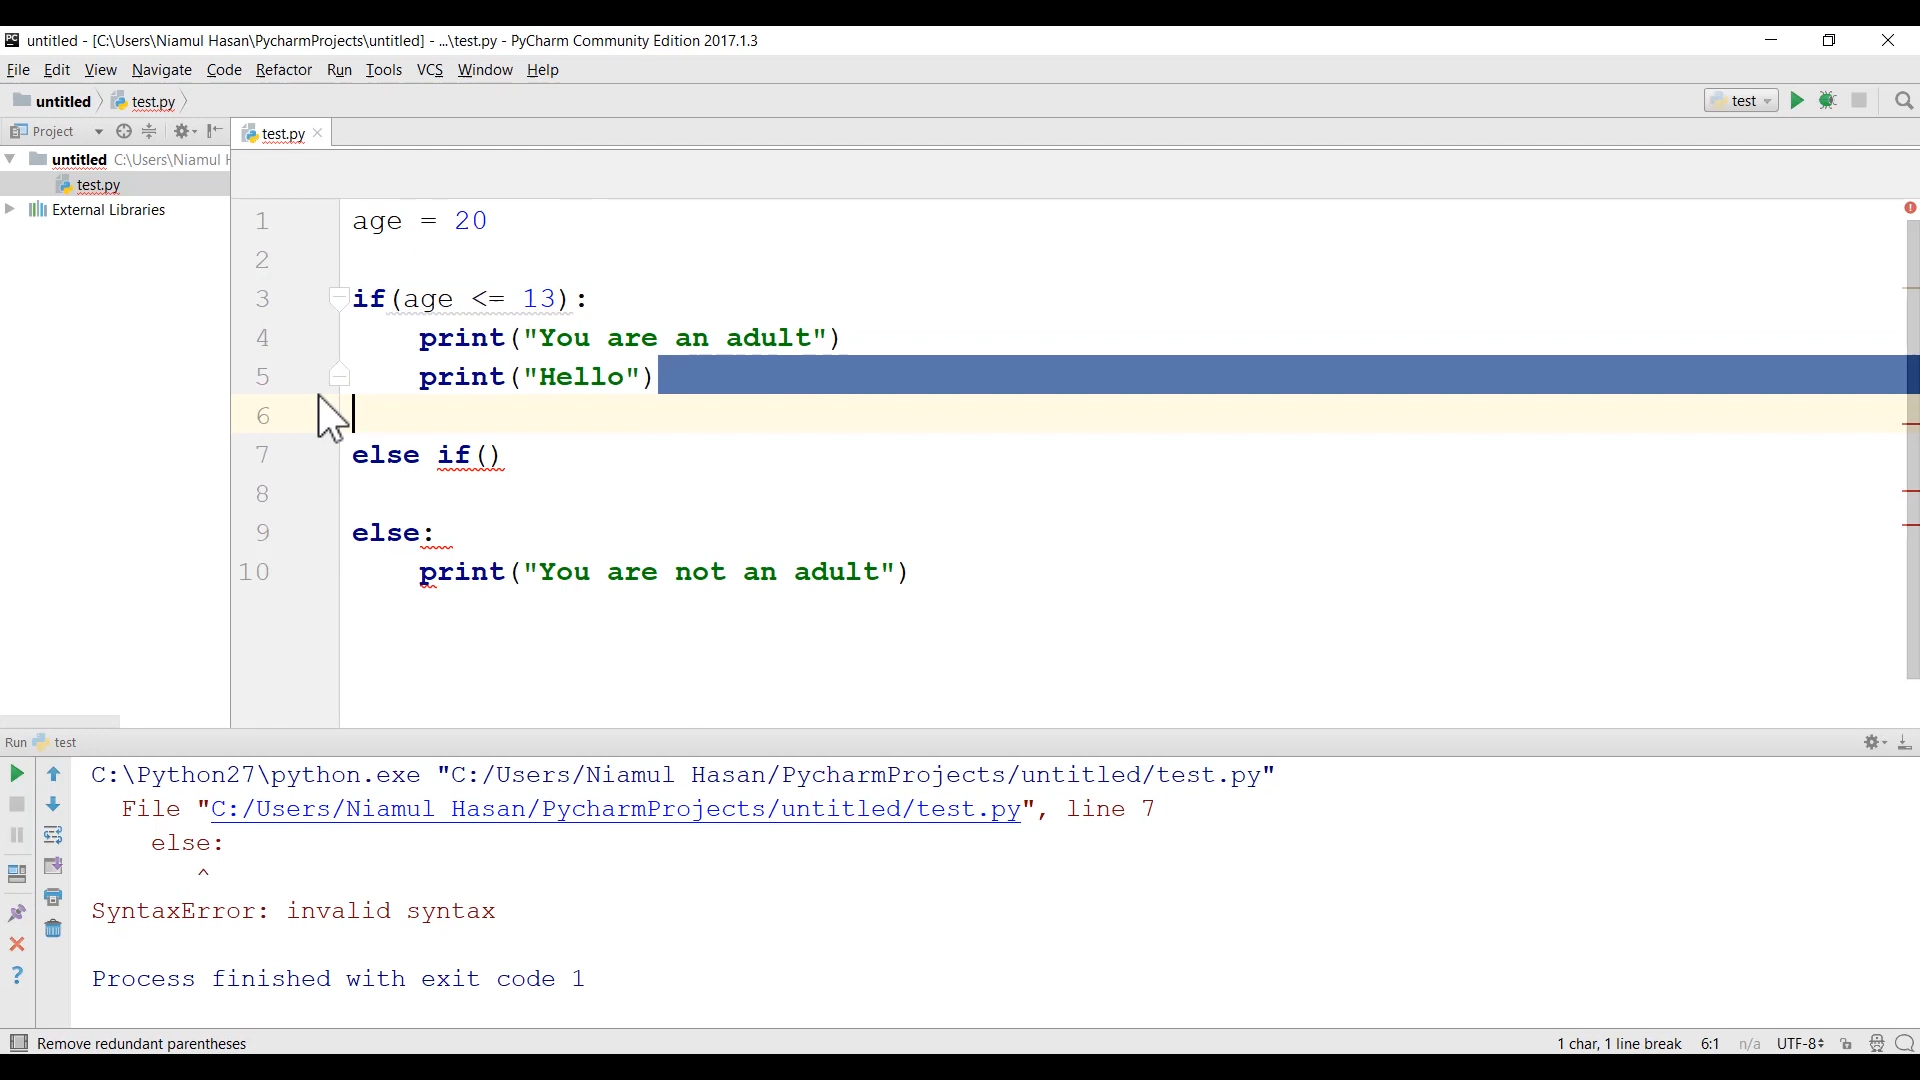 untitled - [C:\Users\Niamul Hasan\PycharmProjects\untitled] - ...\test.py - PyCharm Community Edition 2017.1.3
File Edit View Navigate Code Refactor Run Tools VCS Window Help
untitled test.py test
Project test.py
untitled C:\Users\Niamul
test.py
External Libraries
1 age = 20
2
3 if(age <= 13):
4 print("You are an adult")
5 print("Hello")
6
7 else if()
8
9 else:
10 print("You are not an adult")
Run test
C:\Python27\python.exe "C:/Users/Niamul Hasan/PycharmProjects/untitled/test.py"
File "C:/Users/Niamul Hasan/PycharmProjects/untitled/test.py", line 7
else:
^
SyntaxError: invalid syntax
Process finished with exit code 1
Remove redundant parentheses 1 char, 1 line break 6:1 n/a UTF-8